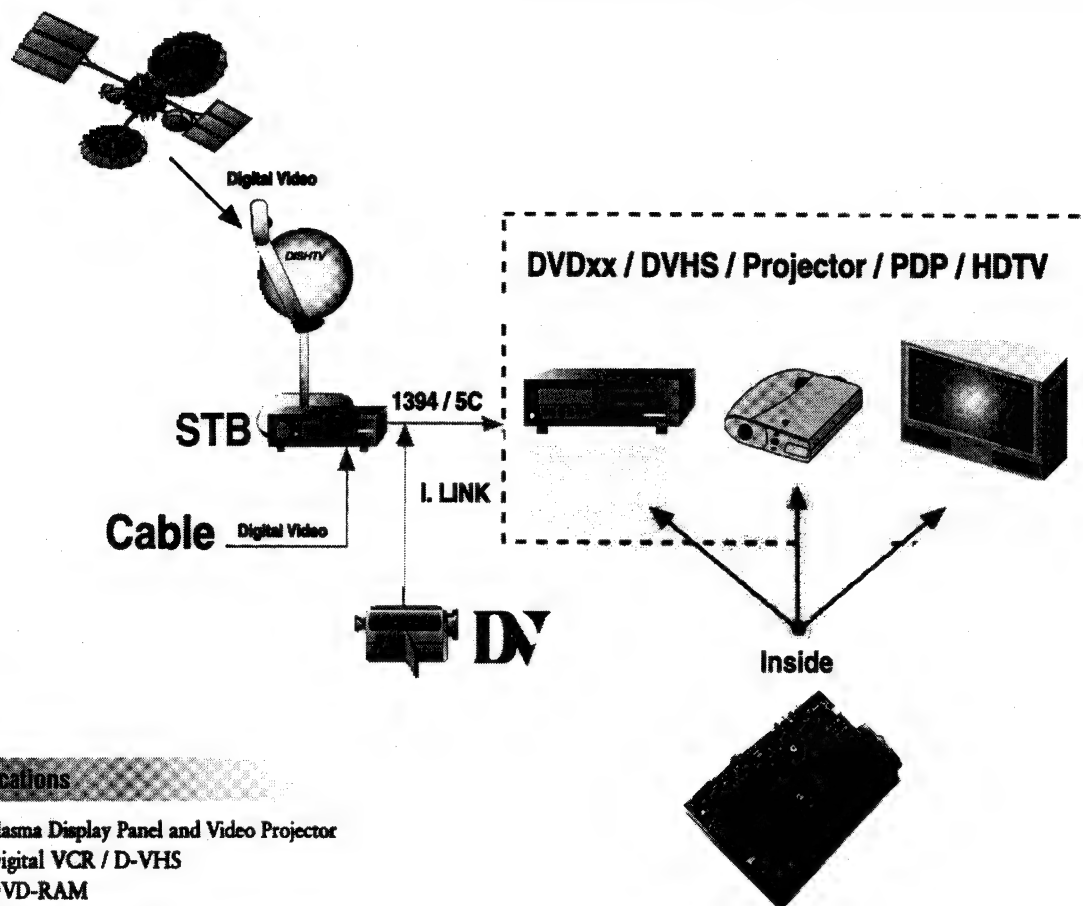 Digital Video
DISHTV
DVDxx / DVHS / Projector / PDP / HDTV
STB
1394 / 5C
I. LINK
Cable
Digital Video
DV
Inside
ications
lasma Display Panel and Video Projector
igital VCR / D-VHS
VD-RAM